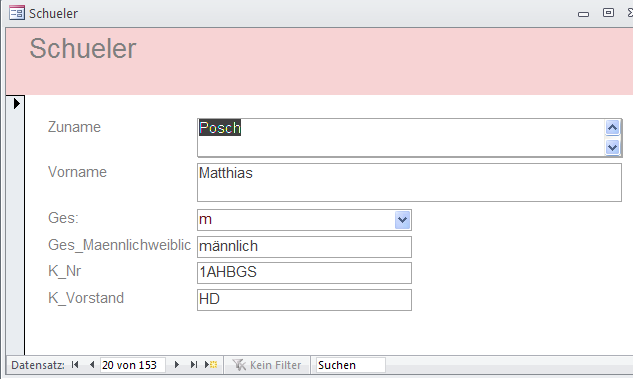 Schueler
Schueler
Zuname Posch
Vorname Matthias
Ges: m
Ges_Maennlichweiblic männlich
K_Nr 1AHBGS
K_Vorstand HD
Datensatz: 20 von 153 Kein Filter Suchen